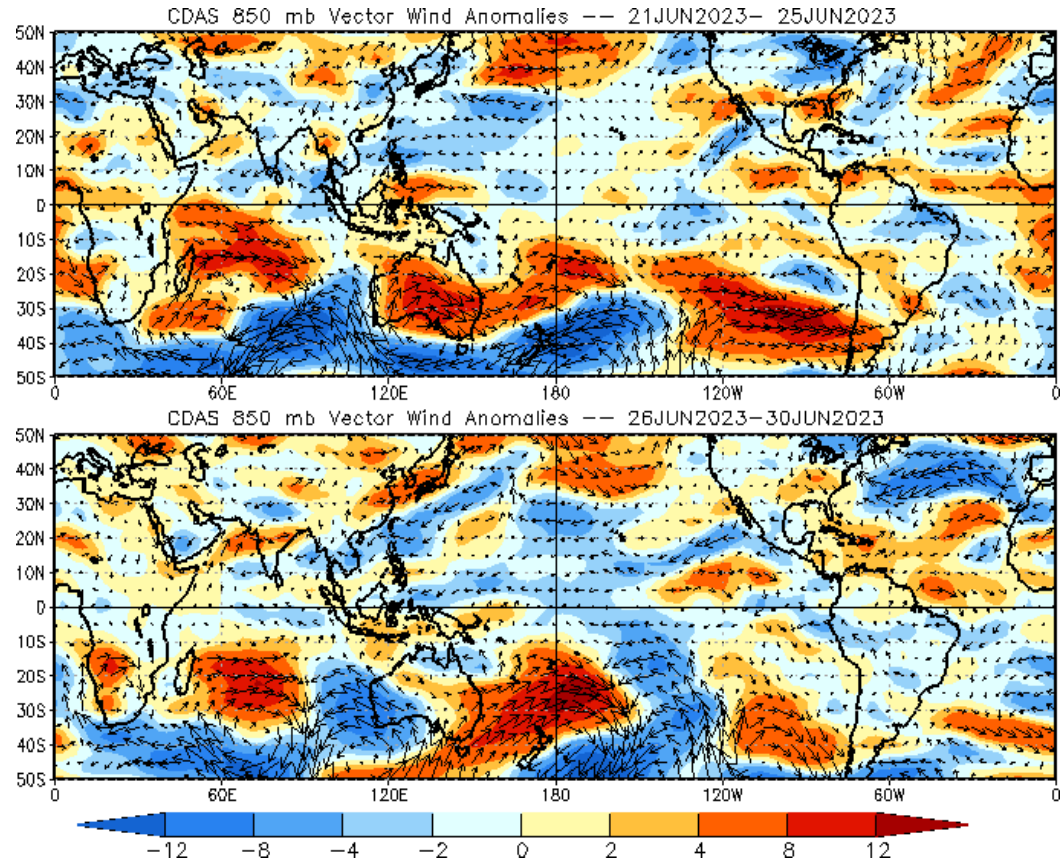 CDAS 850 mb Vector Wind Anomalies -- 21JUN2023- 25JUN2023
50N
40N
30N
20N
10N
0
10S
20S
30S
40S
50S
0 60E 120E 180 120W 60W 0
CDAS 850 mb Vector Wind Anomalies -- 26JUN2023-30JUN2023
50N
40N
30N
20N
10N
0
10S
20S
30S
40S
50S
0 60E 120E 180 120W 60W 0
-12 -8 -4 -2 0 2 4 8 12